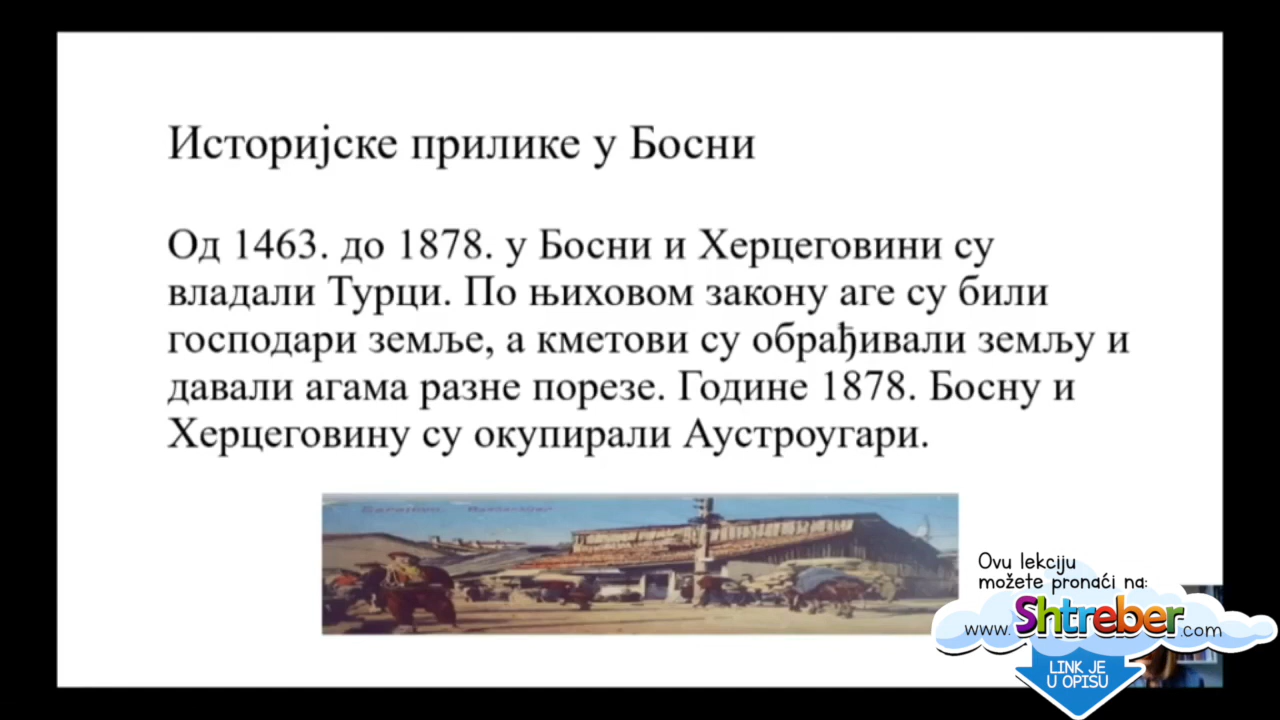 Историјске прилике у Босни
Од 1463. до 1878. у Босни и Херцеговини су
владали Турци. По њиховом закону аге су били
господари земље, а кметови су обрађивали земљу и
давали агама разне порезе. Године 1878. Босну и
Херцеговину су окупирали Аустроугари.
Ovu lekciju
možete pronaći na:
www.Shtreber.com
LINK JE
U OPISU